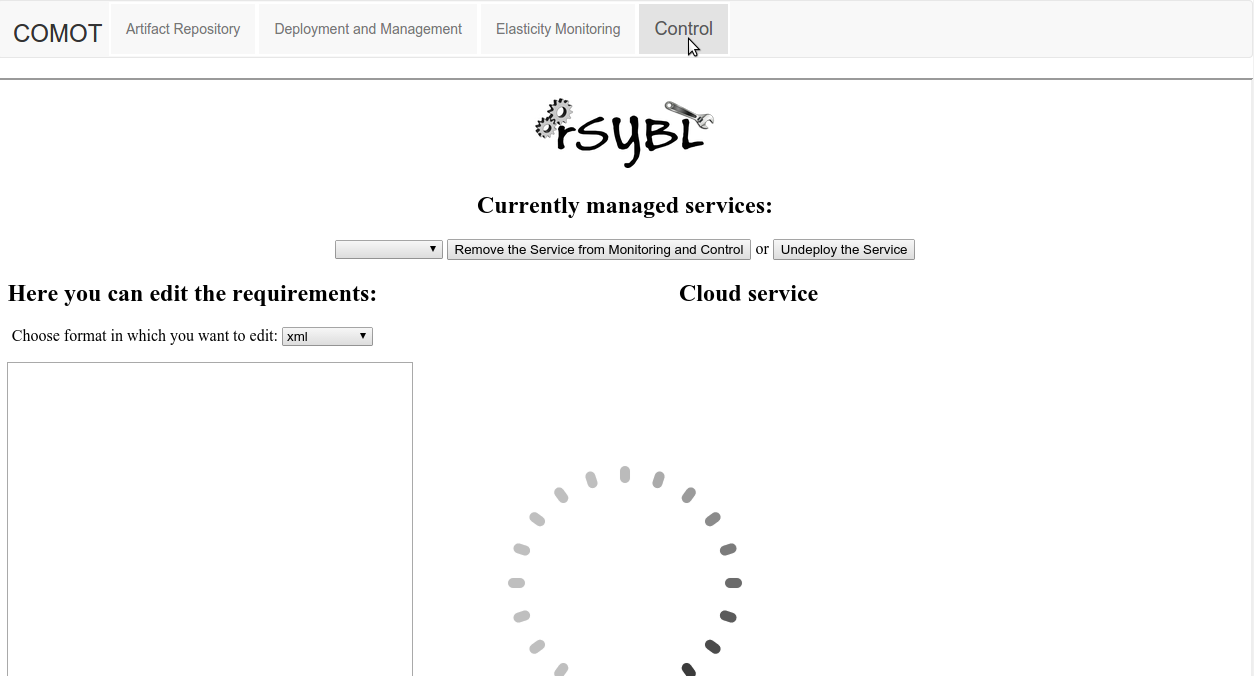 COMOT Artifact Repository Deployment and Management Elasticity Monitoring Control
rSYBL
Currently managed services:
Remove the Service from Monitoring and Control or Undeploy the Service
Here you can edit the requirements: Cloud service
Choose format in which you want to edit: xml